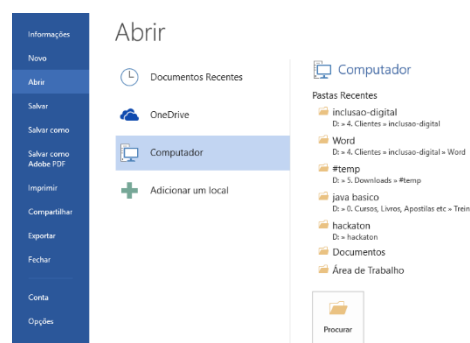 Informações
Novo
Abrir
Salvar
Salvar como
Salvar como
Adobe PDF
Imprimir
Compartilhar
Exportar
Fechar
Conta
Opções
Abrir
Documentos Recentes
OneDrive
Computador
Adicionar um local
Computador
Pastas Recentes
inclusao-digital
D: » 4. Clientes » inclusao-digital
Word
D: » 4. Clientes » inclusao-digital » Word
#temp
D: » 5. Downloads » #temp
java basico
D: » 0. Cursos, Livros, Apostilas etc » Trein
hackaton
D: » hackaton
Documentos
Área de Trabalho
Procurar